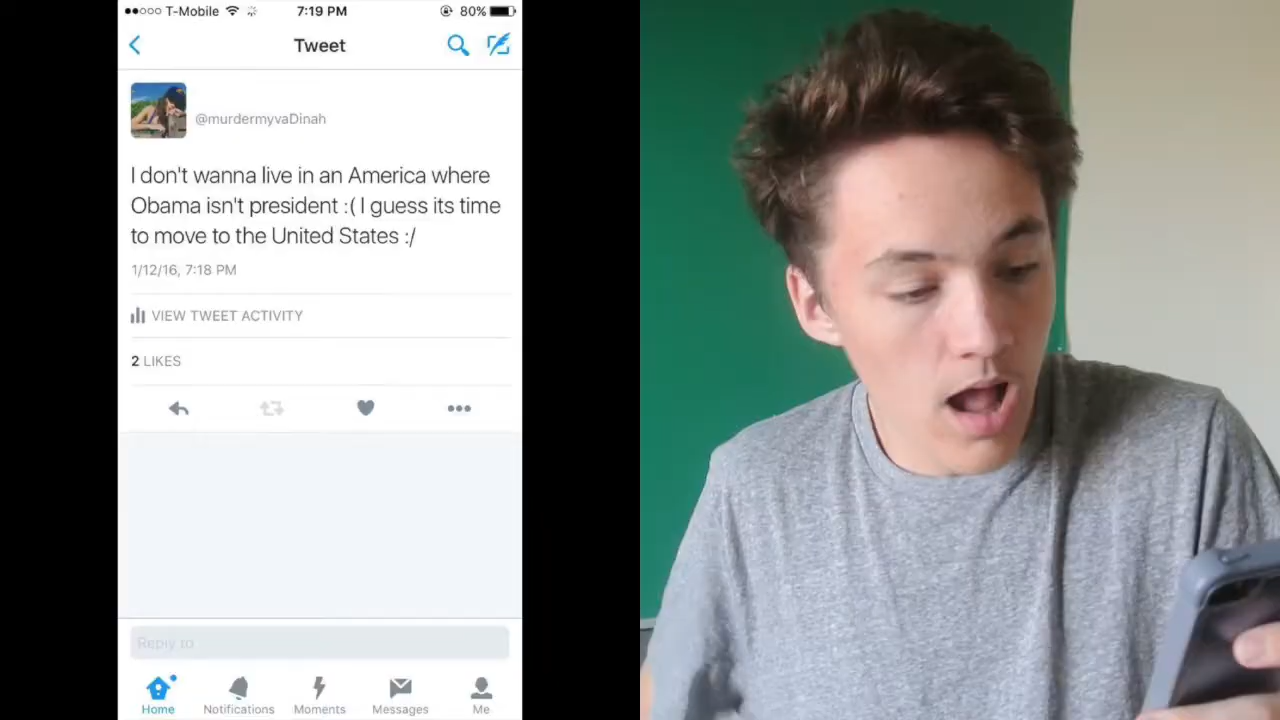 T-Mobile 7:19 PM 80%
Tweet
@murdermyvaDinah
I don't wanna live in an America where
Obama isn't president :( I guess its time
to move to the United States :/
1/12/16, 7:18 PM
VIEW TWEET ACTIVITY
2 LIKES
Reply to
Home Notifications Moments Messages Me